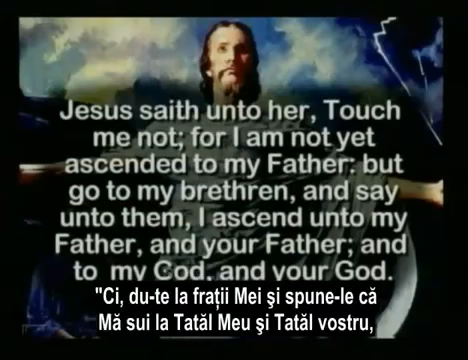 Jesus saith unto her, Touch
me not; for I am not yet
ascended to my Father: but
go to my brethren, and say
unto them, I ascend unto my
Father, and your Father; and
to my God, and your God.
"Ci, du-te la fraţii Mei şi spune-le că
Mă sui la Tatăl Meu şi Tatăl vostru,